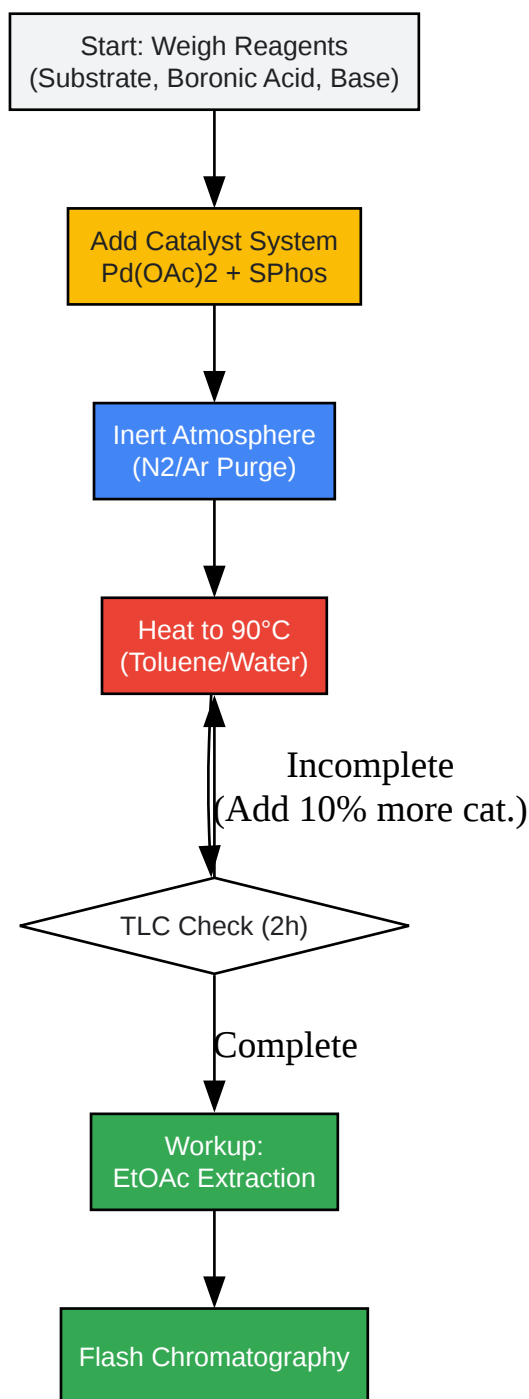 Start: Weigh Reagents
(Substrate, Boronic Acid, Base)
Add Catalyst System
Pd(OAc)2 + SPhos
Inert Atmosphere
(N2/Ar Purge)
Heat to 90°C
(Toluene/Water)
Incomplete
(Add 10% more cat.)
TLC Check (2h)
Complete
Workup:
EtOAc Extraction
Flash Chromatography